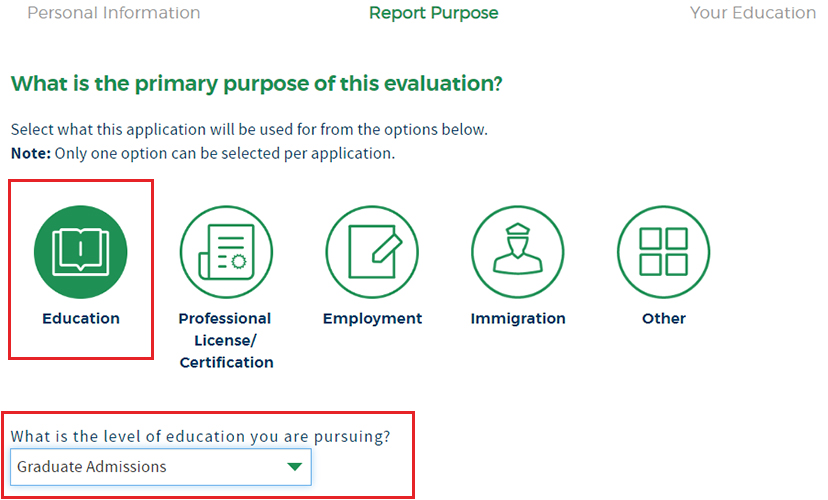 Personal Information Report Purpose Your Education
What is the primary purpose of this evaluation?
Select what this application will be used for from the options below.
Note: Only one option can be selected per application.
Education Professional License/ Certification Employment Immigration Other
What is the level of education you are pursuing?
Graduate Admissions